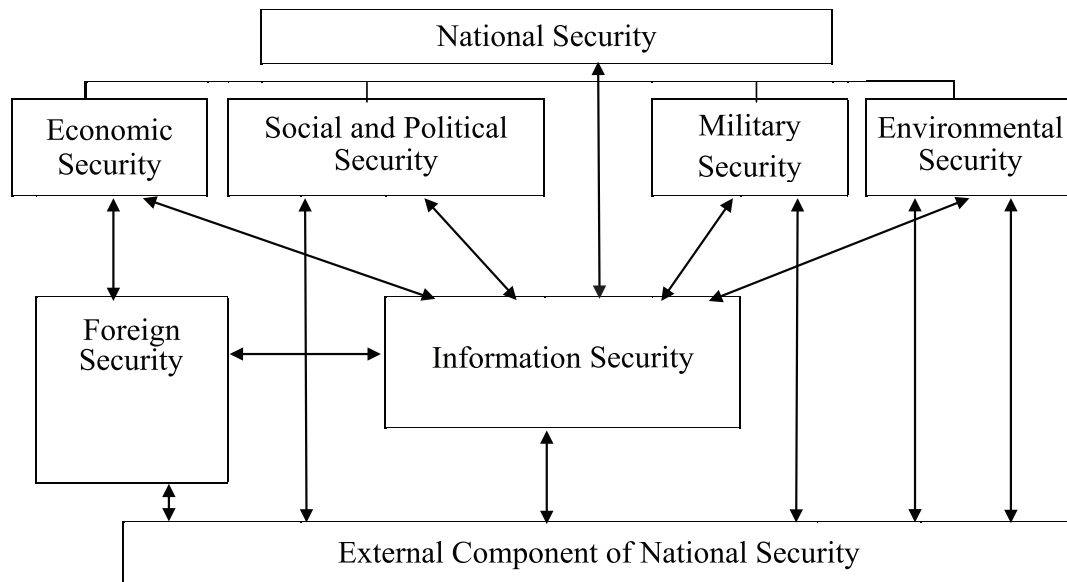 National Security
Economic
Security
Social and Political
Security
Military
Security
Environmental
Security
Foreign
Security
Information Security
External Component of National Security